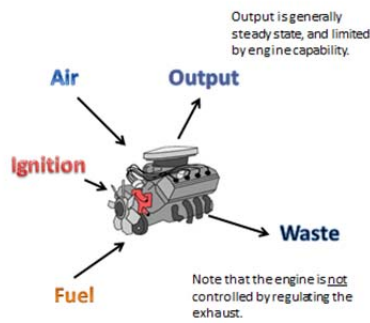 Output is generally
steady state, and limited
by engine capability.
Air
Output
Ignition
Waste
Fuel
Note that the engine is not
controlled by regulating the
exhaust.